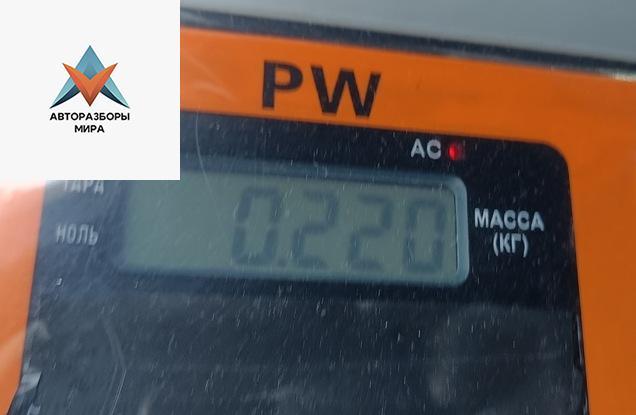 АВТОРАЗБОРЫ
МИРА
PW
AC
ТАРА
НОЛЬ
0.220
МАССА
(КГ)